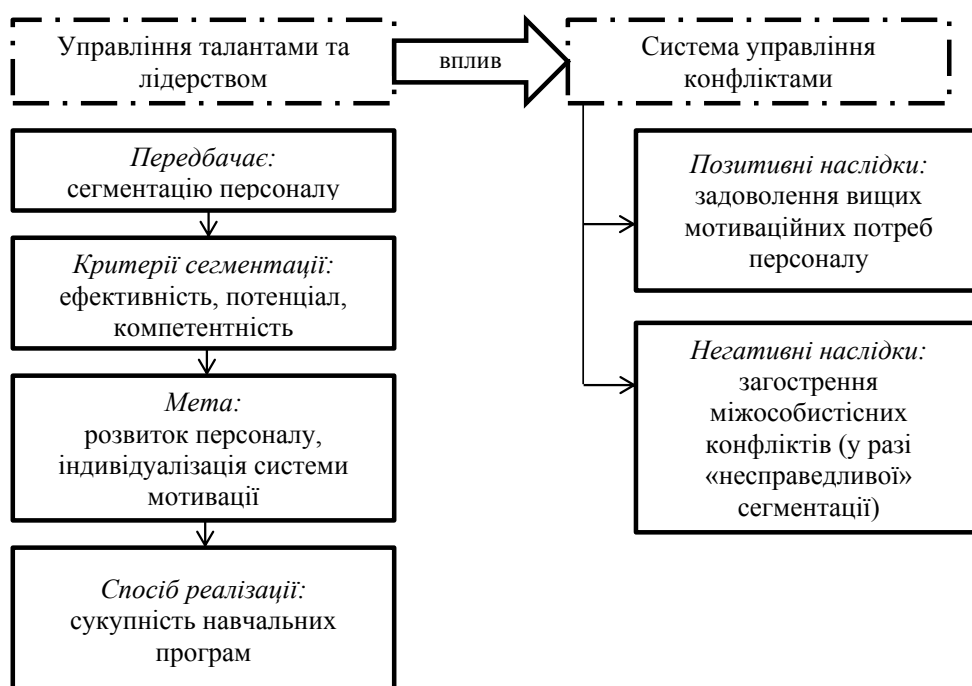 Управління талантами та
лідерством
вплив
Система управління
конфліктами
Передбачає:
сегментацію персоналу
Критерії сегментації:
ефективність, потенціал,
компетентність
Мета:
розвиток персоналу,
індивідуалізація системи
мотивації
Спосіб реалізації:
сукупність навчальних
програм
Позитивні наслідки:
задоволення вищих
мотиваційних потреб
персоналу
Негативні наслідки:
загострення
міжособистісних
конфліктів (у разі
«несправедливої»
сегментації)